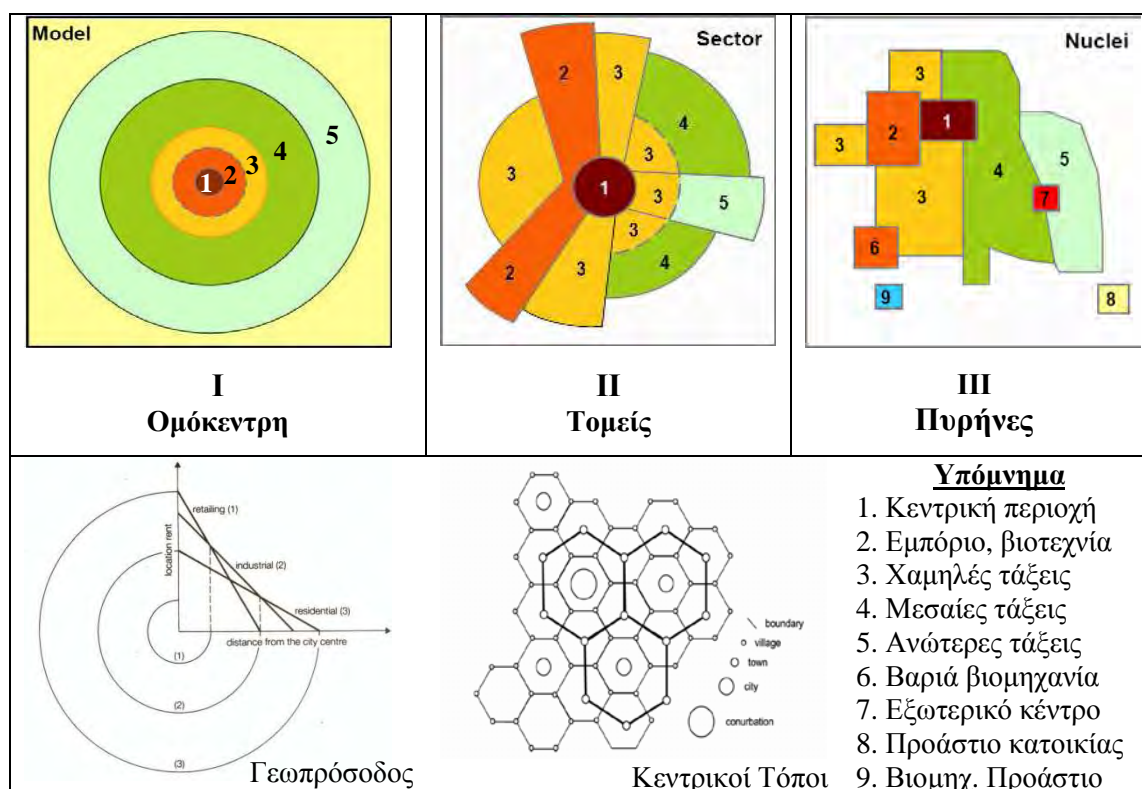 Model
1
2
3
4
5
Sector
2
3
4
3
3
1
3
5
3
4
2
3
Nuclei
3
1
2
3
4
5
3
7
6
9
8
I
Ομόκεντρη
II
Τομείς
III
Πυρήνες
location rent
retailing (1)
industrial (2)
residential (3)
distance from the city centre
(1)
(2)
(3)
Γεωπρόσοδος
boundary
village
town
city
conurbation
Κεντρικοί Τόποι
Υπόμνημα
1. Κεντρική περιοχή
2. Εμπόριο, βιοτεχνία
3. Χαμηλές τάξεις
4. Μεσαίες τάξεις
5. Ανώτερες τάξεις
6. Βαριά βιομηχανία
7. Εξωτερικό κέντρο
8. Προάστιο κατοικίας
9. Βιομηχ. Προάστιο